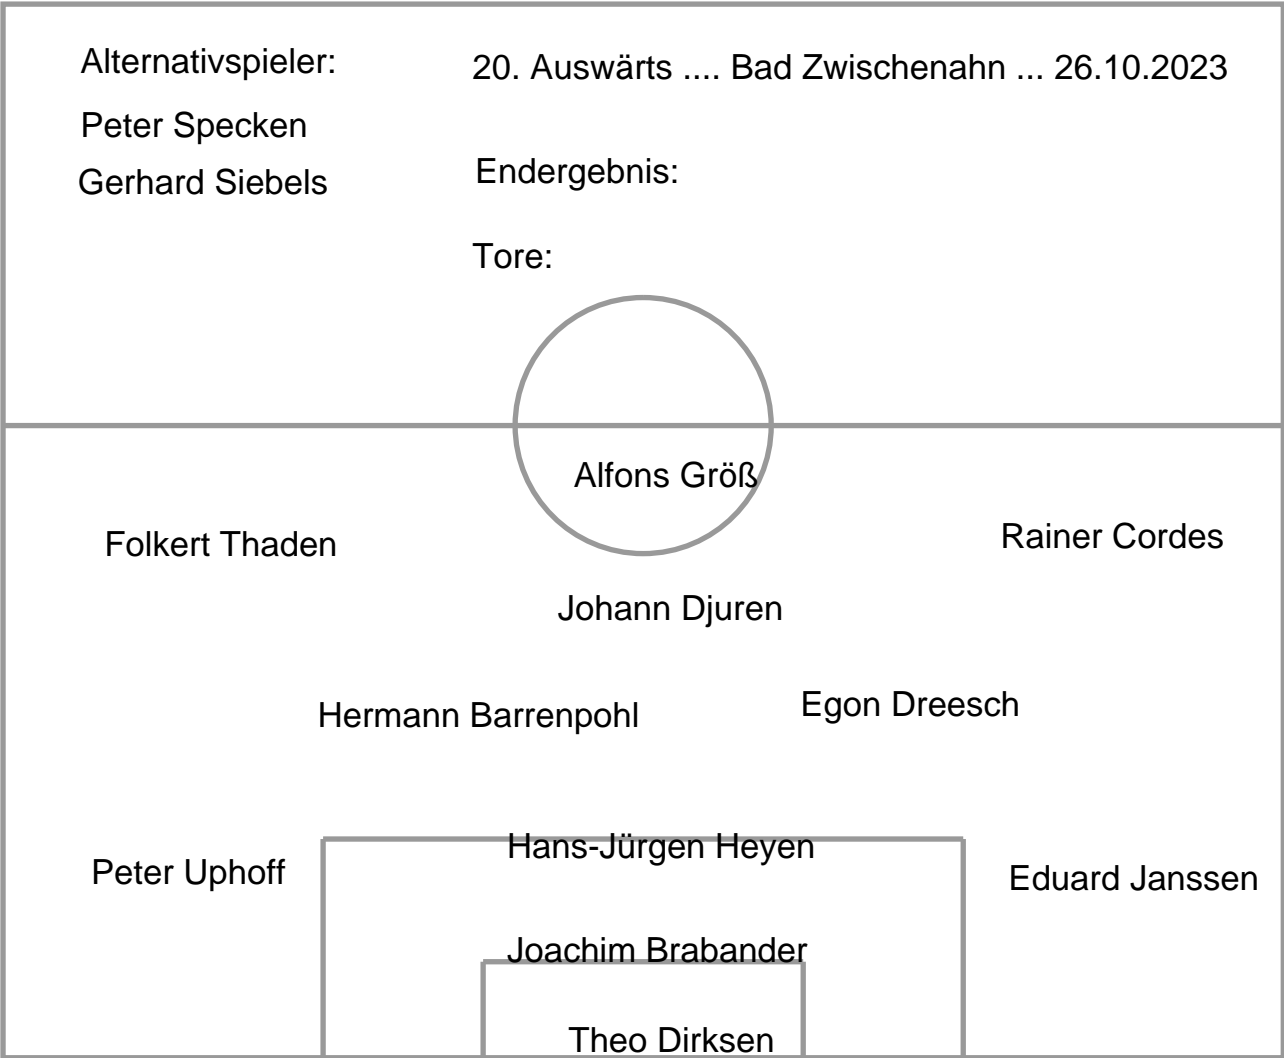 Alternativspieler:
20. Auswärts .... Bad Zwischenahn ... 26.10.2023
Peter Specken
Endergebnis:
Gerhard Siebels
Tore:
Alfons Größ
Folkert Thaden
Rainer Cordes
Johann Djuren
Hermann Barrenpohl
Egon Dreesch
Hans-Jürgen Heyen
Peter Uphoff
Eduard Janssen
Joachim Brabander
Theo Dirksen